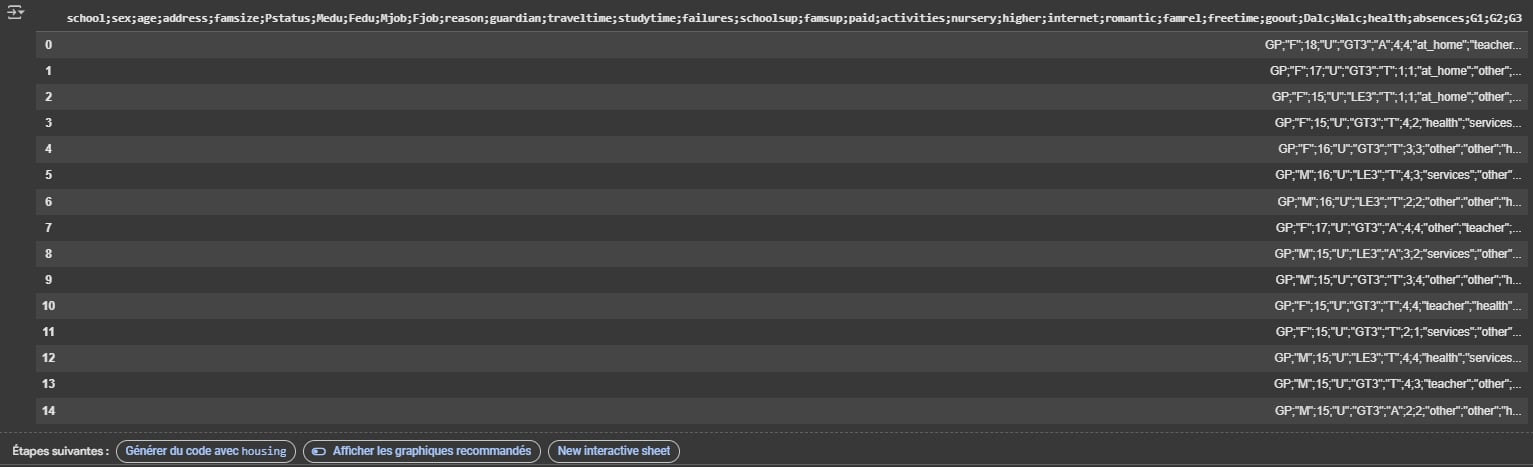 school;sex;age;address;famsize;Pstatus;Medu;Fedu;Mjob;Fjob;reason;guardian;traveltime;studytime;failures;schoolsup;famsup;paid;activities;nursery;higher;internet;romantic;famrel;freetime;goout;Dalc;Walc;health;absences;G1;G2;G3
0 GP;"F";18;"U";"GT3";"A";4;4;"at_home";"teacher...
1 GP;"F";17;"U";"GT3";"T";1;1;"at_home";"other";...
2 GP;"F";15;"U";"LE3";"T";1;1;"at_home";"other";...
3 GP;"F";15;"U";"GT3";"T";4;2;"health";"services...
4 GP;"F";16;"U";"GT3";"T";3;3;"other";"other";"h...
5 GP;"M";16;"U";"LE3";"T";4;3;"services";"other"...
6 GP;"M";16;"U";"LE3";"T";2;2;"other";"other";"h...
7 GP;"F";17;"U";"GT3";"A";4;4;"other";"teacher";...
8 GP;"M";15;"U";"LE3";"A";3;2;"services";"other"...
9 GP;"M";15;"U";"GT3";"T";3;4;"other";"other";"h...
10 GP;"F";15;"U";"GT3";"T";4;4;"teacher";"health"...
11 GP;"F";15;"U";"GT3";"T";2;1;"services";"other"...
12 GP;"M";15;"U";"LE3";"T";4;4;"health";"services...
13 GP;"M";15;"U";"GT3";"T";4;3;"teacher";"other";...
14 GP;"M";15;"U";"GT3";"A";2;2;"other";"other";"h...
Étapes suivantes : Générer du code avec housing Afficher les graphiques recommandés New interactive sheet